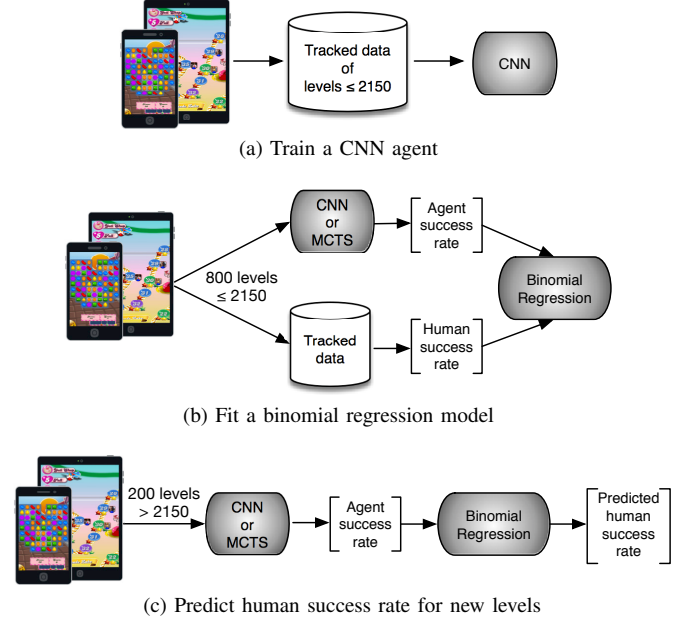 Tracked data
of
levels ≤ 2150
CNN
(a) Train a CNN agent
CNN
or
MCTS
Agent
success
rate
800 levels
≤ 2150
Binomial
Regression
Tracked
data
Human
success
rate
(b) Fit a binomial regression model
200 levels
> 2150
CNN
or
MCTS
Agent
success
rate
Binomial
Regression
Predicted
human
success
rate
(c) Predict human success rate for new levels